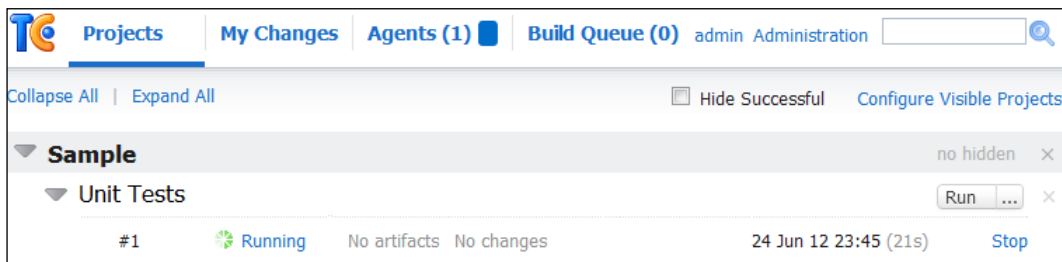 TC Projects My Changes Agents (1) Build Queue (0) admin Administration
Collapse All | Expand All Hide Successful Configure Visible Projects
Sample no hidden ×
Unit Tests Run ... ×
#1 Running No artifacts No changes 24 Jun 12 23:45 (21s) Stop